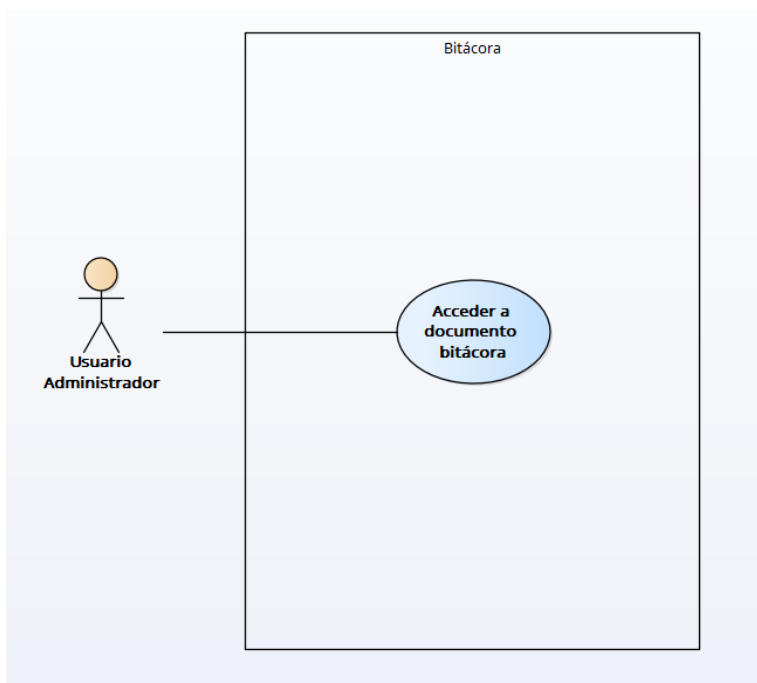 Bitácora
Acceder a
documento
bitácora
Usuario
Administrador